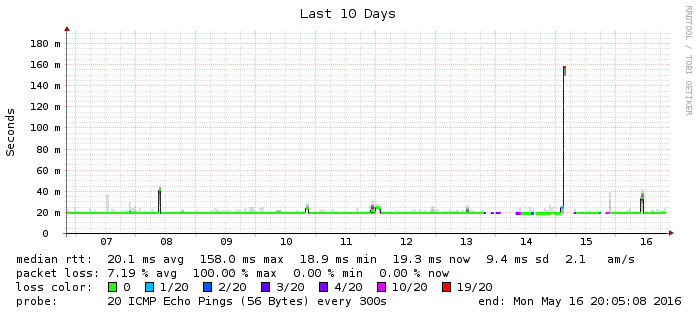 Last 10 Days
RRDTOOL / TOBI OETIKER
Seconds
180 m
160 m
140 m
120 m
100 m
80 m
60 m
40 m
20 m
0
07 08 09 10 11 12 13 14 15 16
median rtt: 20.1 ms avg 158.0 ms max 18.9 ms min 19.3 ms now 9.4 ms sd 2.1 am/s
packet loss: 7.19 % avg 100.00 % max 0.00 % min 0.00 % now
loss color: 0 1/20 2/20 3/20 4/20 10/20 19/20
probe: 20 ICMP Echo Pings (56 Bytes) every 300s end: Mon May 16 20:05:08 2016